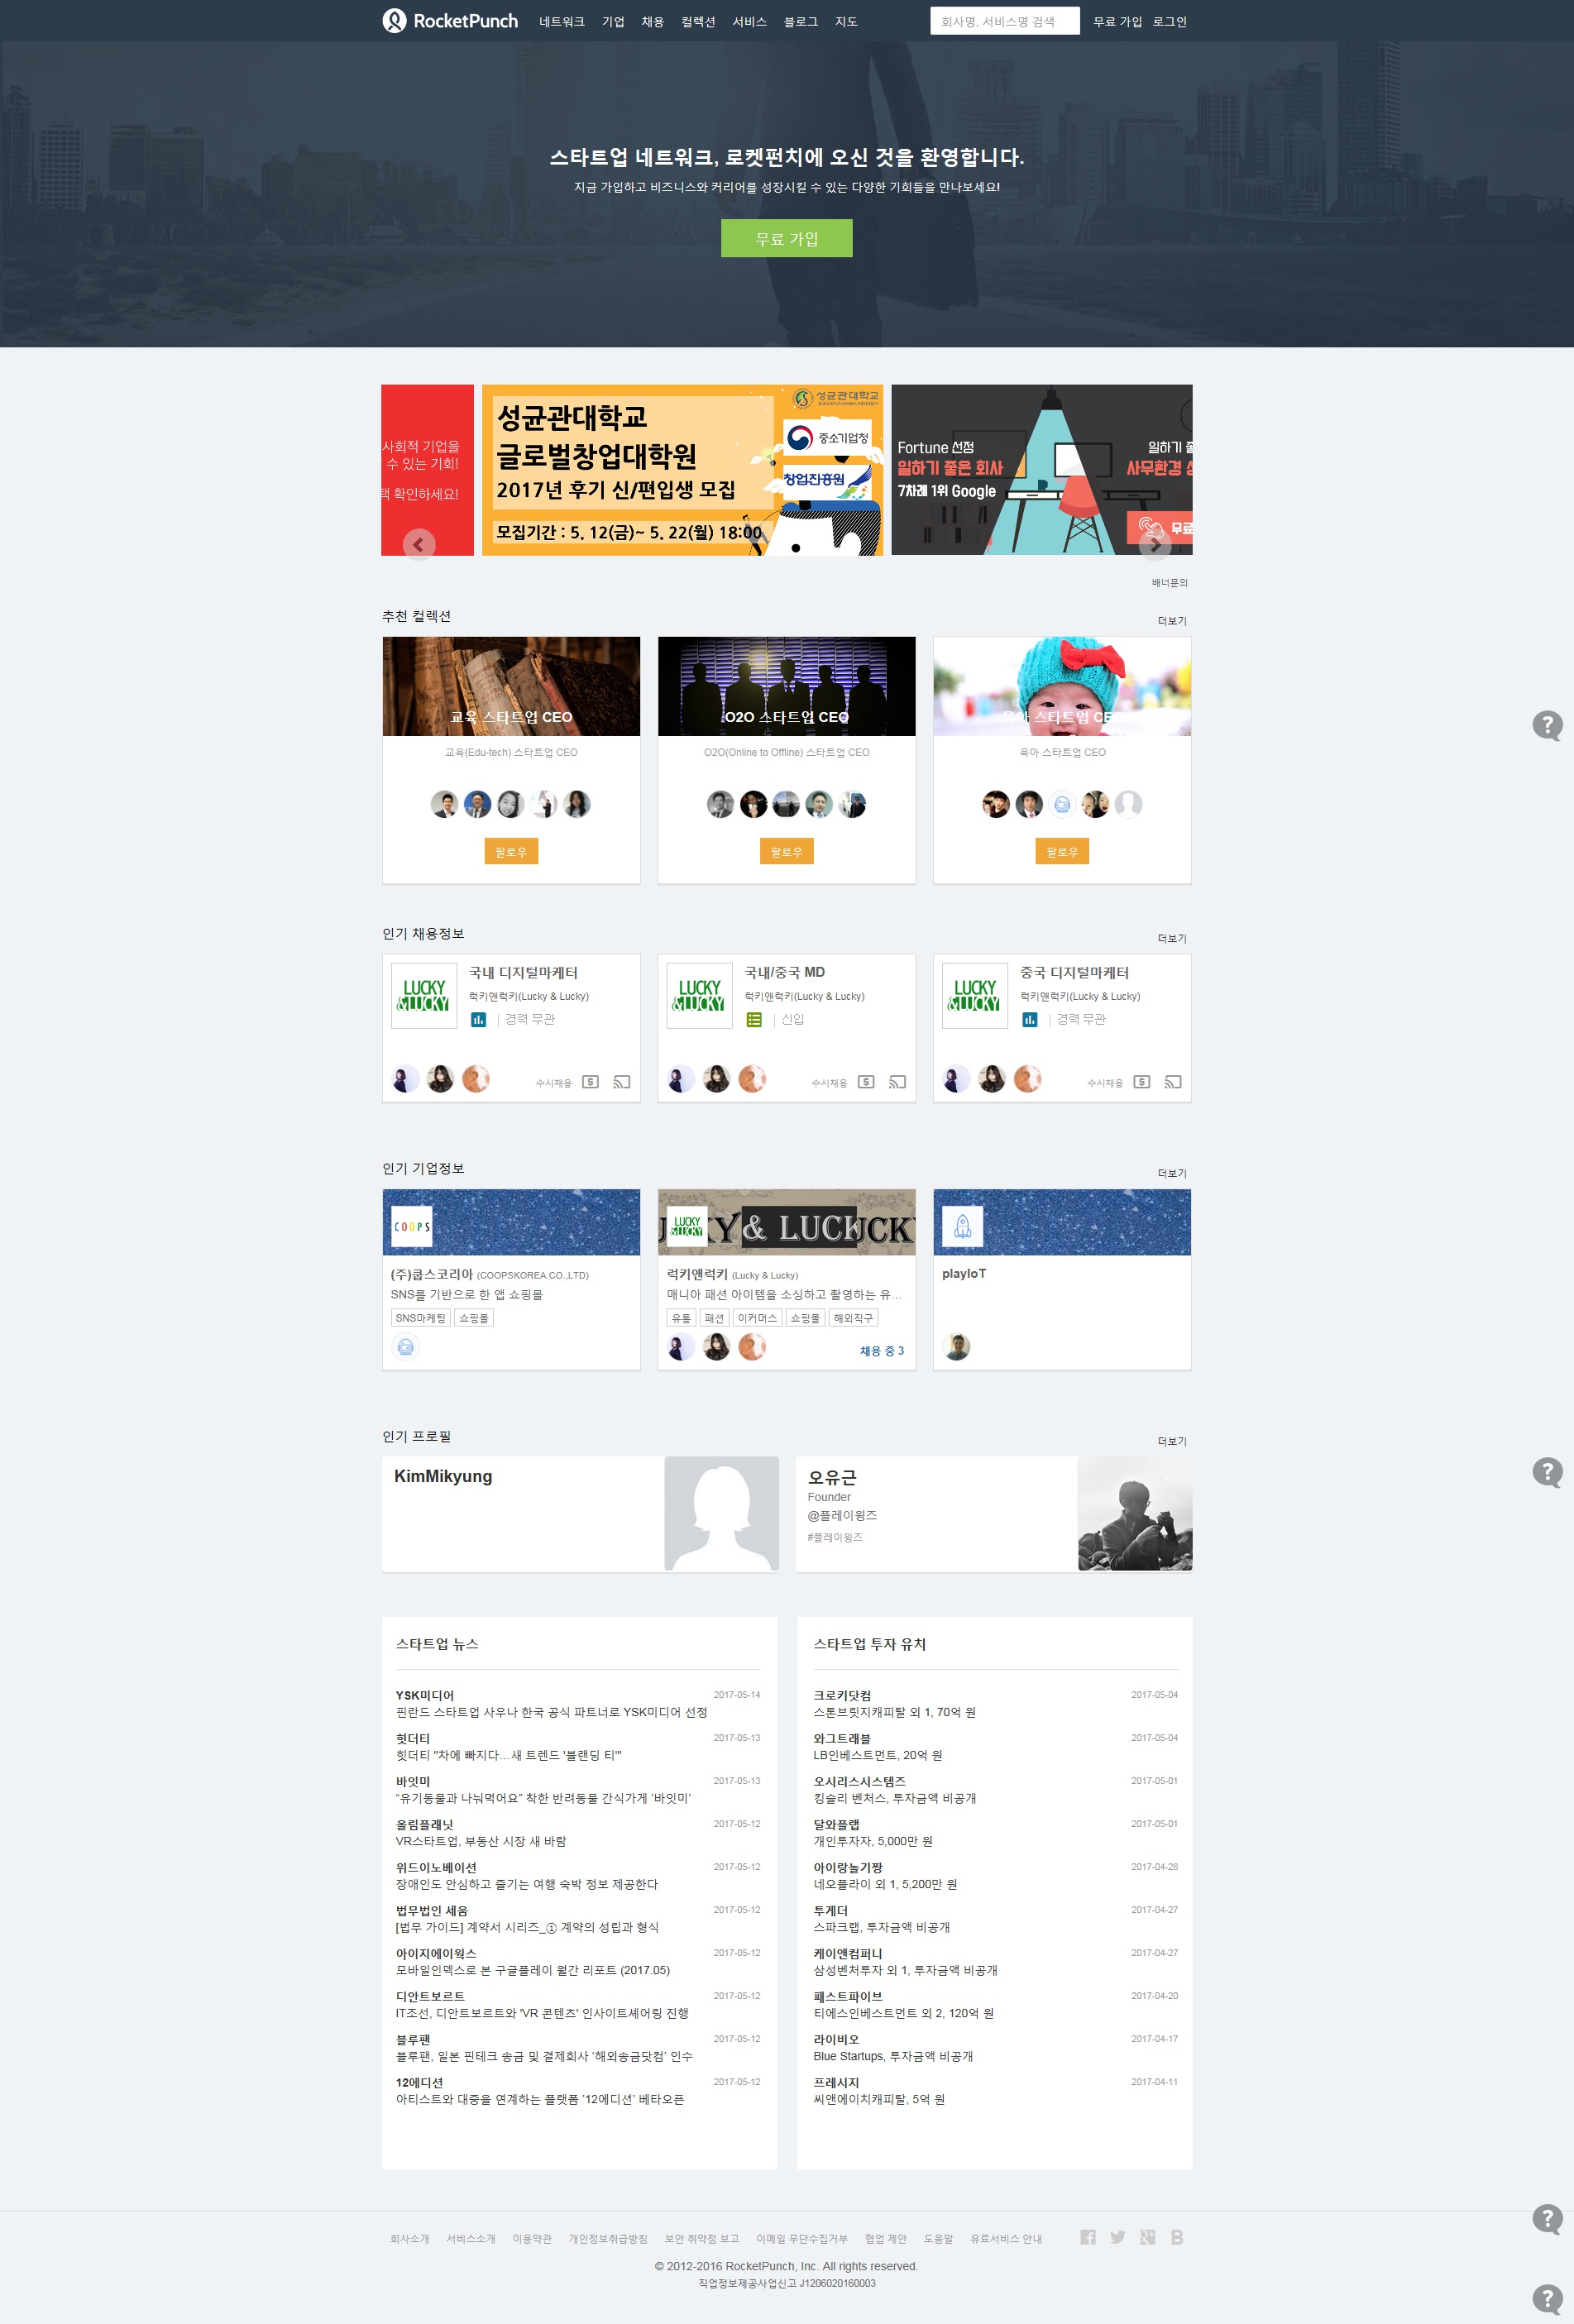 RocketPunch 네트워크 기업 채용 컬렉션 서비스 블로그 지도 회사명, 서비스명 검색 무료 가입 로그인
스타트업 네트워크, 로켓펀치에 오신 것을 환영합니다.
지금 가입하고 비즈니스와 커리어를 성장시킬 수 있는 다양한 기회들을 만나보세요!
무료 가입
사회적 기업을
수 있는 기회!
택 확인하세요!
성균관대학교
성균관대학교
글로벌창업대학원
2017년 후기 신/편입생 모집
모집기간 : 5. 12(금)~ 5. 22(월) 18:00
중소기업청
창업진흥원
Fortune 선정
일하기 좋은 회사
7차례 1위 Google
일하기 좋
사무환경
무료
배너문의
추천 컬렉션 더보기
교육 스타트업 CEO
교육(Edu-tech) 스타트업 CEO
팔로우
O2O 스타트업 CEO
O2O(Online to Offline) 스타트업 CEO
팔로우
육아 스타트업 CEO
육아 스타트업 CEO
팔로우
인기 채용정보 더보기
LUCKY
&LUCKY
국내 디지털마케터
럭키앤럭키(Lucky & Lucky)
경력 무관
수시채용
LUCKY
&LUCKY
국내/중국 MD
럭키앤럭키(Lucky & Lucky)
신입
수시채용
LUCKY
&LUCKY
중국 디지털마케터
럭키앤럭키(Lucky & Lucky)
경력 무관
수시채용
인기 기업정보 더보기
COOPS
(주)쿱스코리아 (COOPSKOREA.CO.,LTD)
SNS를 기반으로 한 앱 쇼핑몰
SNS마케팅 쇼핑몰
LUCKY
&LUCKY
KY & LUCK UCK
럭키앤럭키 (Lucky & Lucky)
매니아 패션 아이템을 소싱하고 촬영하는 유...
유통 패션 이커머스 쇼핑몰 해외직구
채용 중 3
playIoT
인기 프로필 더보기
KimMikyung
오유근
Founder
@플레이윙즈
#플레이윙즈
스타트업 뉴스
YSK미디어 2017-05-14
핀란드 스타트업 사우나 한국 공식 파트너로 YSK미디어 선정
힛더티 2017-05-13
힛더티 "차에 빠지다...새 트렌드 '블랜딩 티'"
바잇미 2017-05-13
“유기동물과 나눠먹어요” 착한 반려동물 간식가게 ‘바잇미’
올림플래닛 2017-05-12
VR스타트업, 부동산 시장 새 바람
위드이노베이션 2017-05-12
장애인도 안심하고 즐기는 여행 숙박 정보 제공한다
법무법인 세움 2017-05-12
[법무 가이드] 계약서 시리즈_① 계약의 성립과 형식
아이지에이웍스 2017-05-12
모바일인덱스로 본 구글플레이 월간 리포트 (2017.05)
디안트보르트 2017-05-12
IT조선, 디안트보르트와 'VR 콘텐츠' 인사이트셰어링 진행
블루팬 2017-05-12
블루팬, 일본 핀테크 송금 및 결제회사 ‘해외송금닷컴’ 인수
12에디션 2017-05-12
아티스트와 대중을 연계하는 플랫폼 ’12에디션’ 베타오픈
스타트업 투자 유치
크로키닷컴 2017-05-04
스톤브릿지캐피탈 외 1, 70억 원
와그트래블 2017-05-04
LB인베스트먼트, 20억 원
오시리스시스템즈 2017-05-01
킹슬리 벤처스, 투자금액 비공개
달와플랩 2017-05-01
개인투자자, 5,000만 원
아이랑놀기짱 2017-04-28
네오플라이 외 1, 5,200만 원
투게더 2017-04-27
스파크랩, 투자금액 비공개
케이앤컴퍼니 2017-04-27
삼성벤처투자 외 1, 투자금액 비공개
패스트파이브 2017-04-20
티에스인베스트먼트 외 2, 120억 원
라이비오 2017-04-17
Blue Startups, 투자금액 비공개
프레시지 2017-04-11
씨앤에이치캐피탈, 5억 원
회사소개 서비스소개 이용약관 개인정보취급방침 보안 취약점 보고 이메일 무단수집거부 협업 제안 도움말 유료서비스 안내
© 2012-2016 RocketPunch, Inc. All rights reserved.
직업정보제공사업신고 J1206020160003